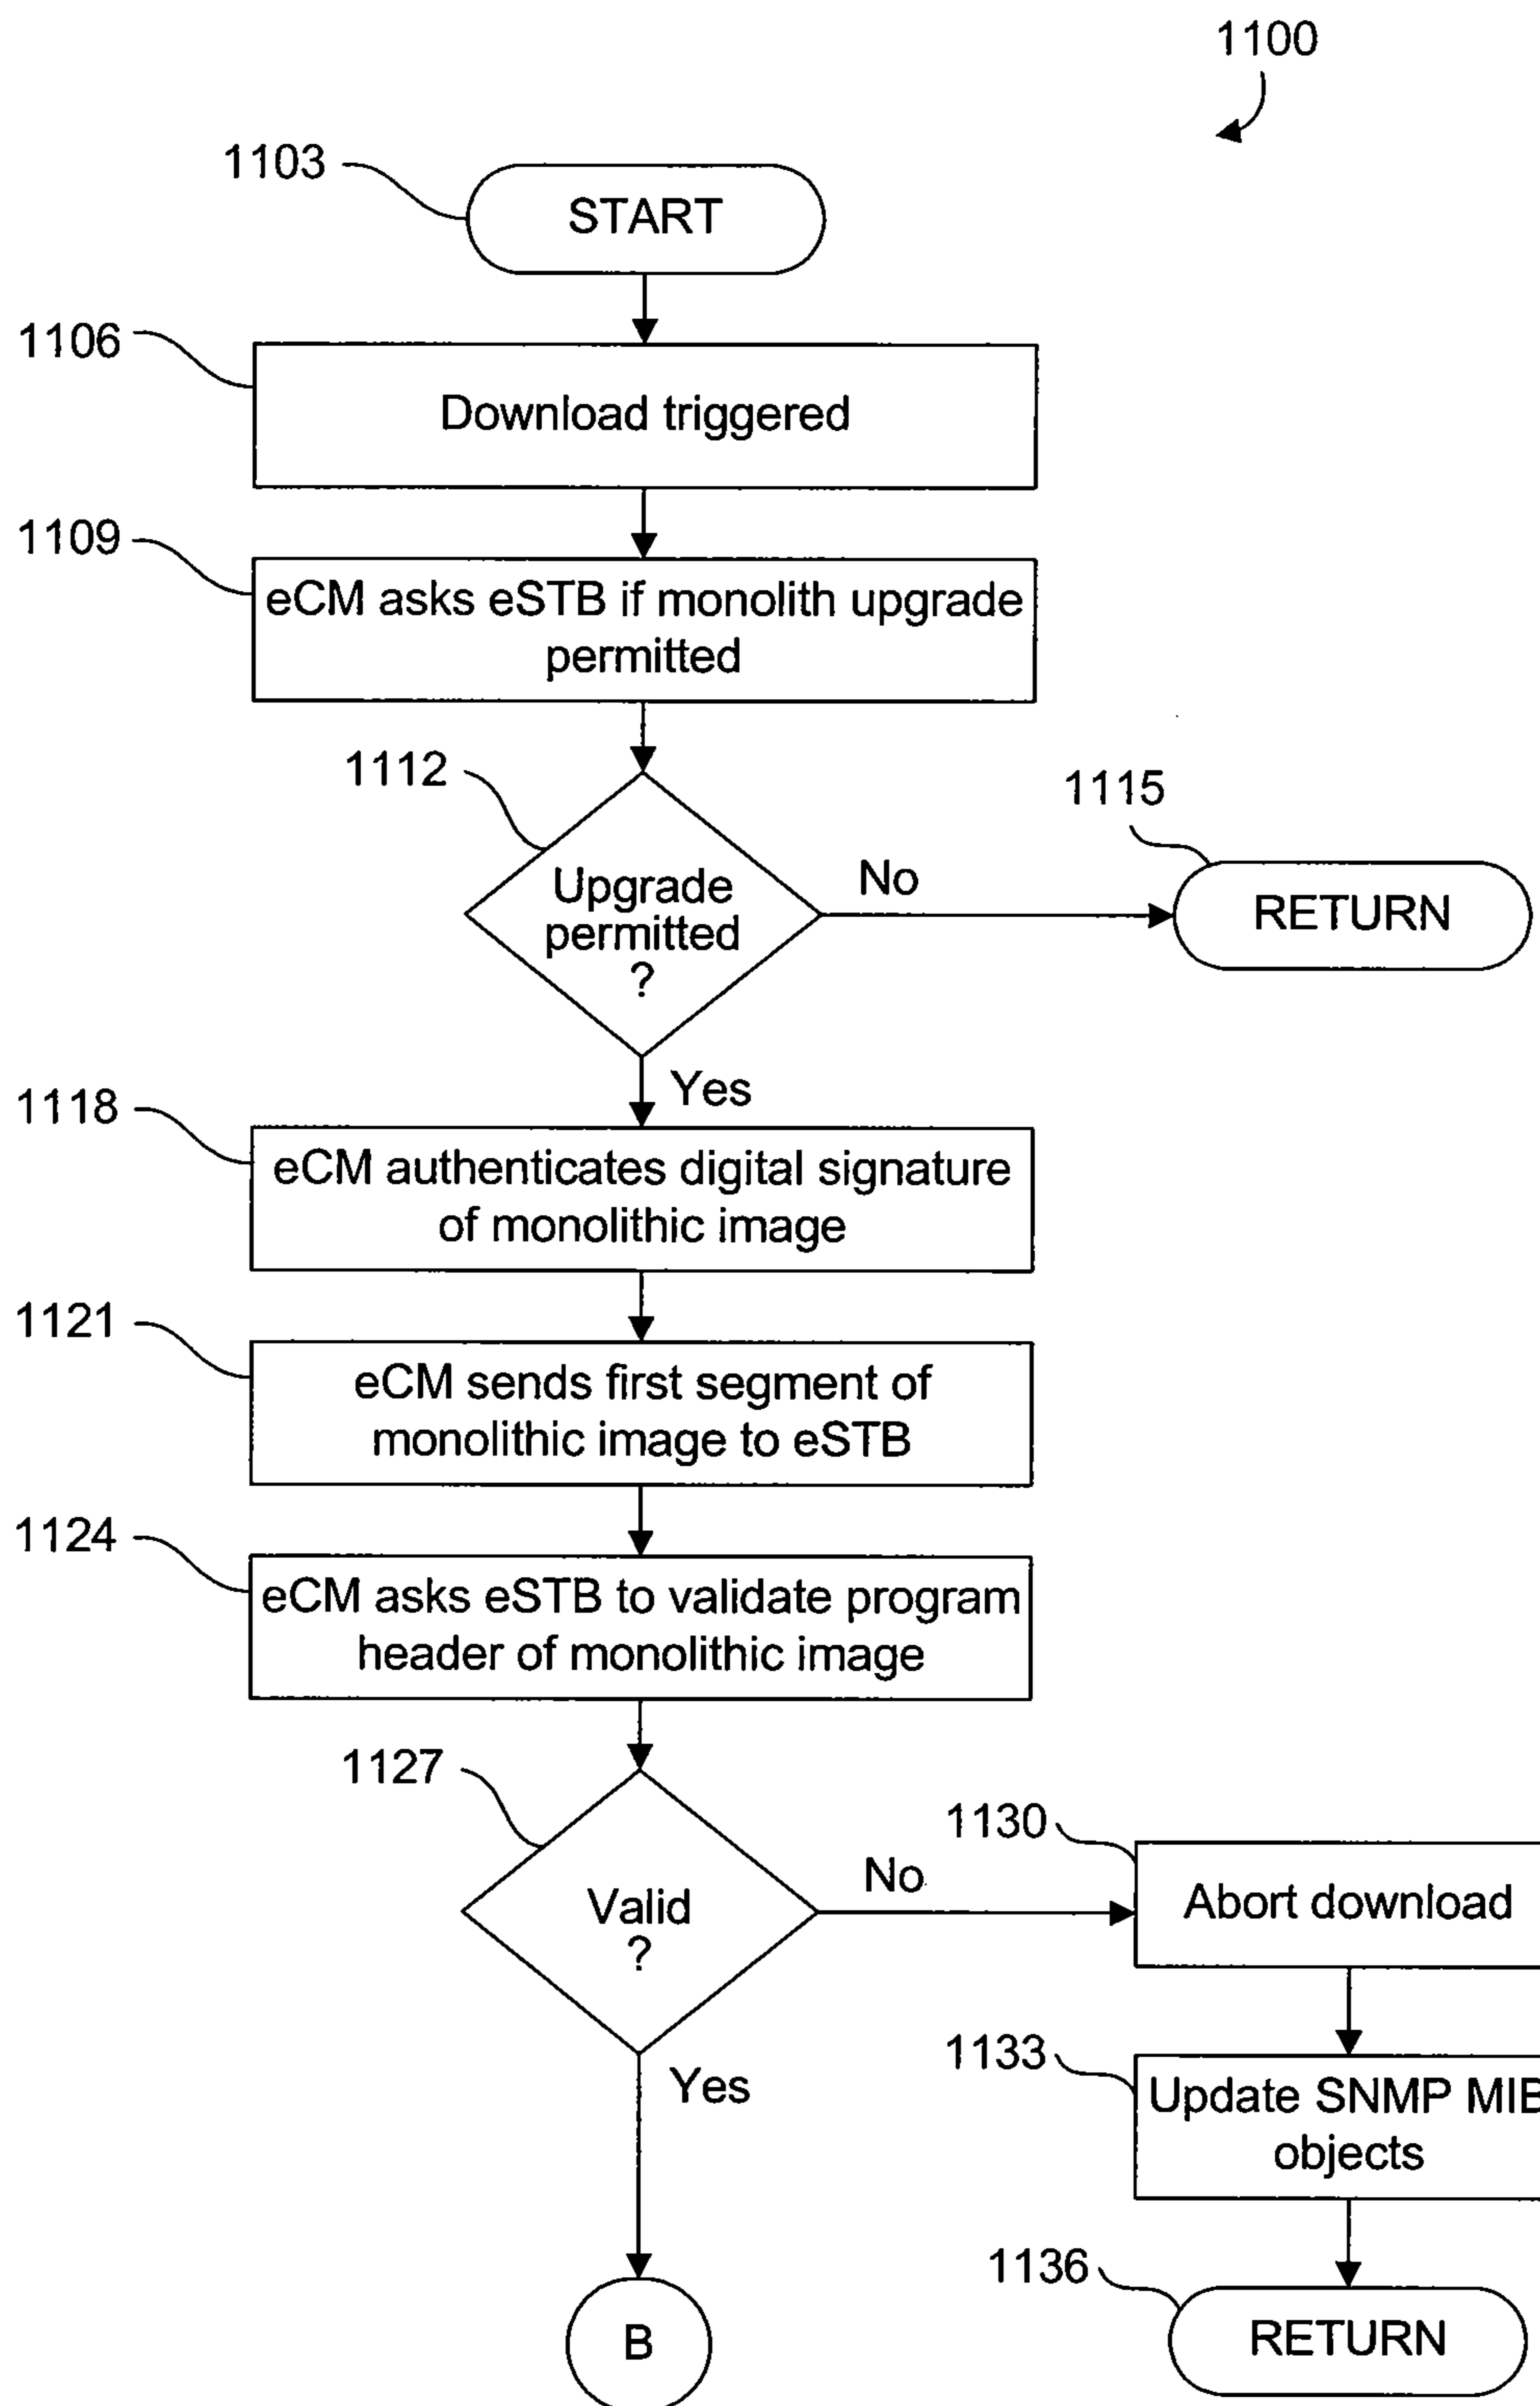 1100
1103
START
1106
Download triggered
1109
eCM asks eSTB if monolith upgrade
permitted
1112
Upgrade
permitted
?
No
1115
RETURN
Yes
1118
eCM authenticates digital signature
of monolithic image
1121
eCM sends first segment of
monolithic image to eSTB
1124
eCM asks eSTB to validate program
header of monolithic image
1127
Valid
?
No
1130
Abort download
1133
Update SNMP MIB
objects
Yes
1136
RETURN
B